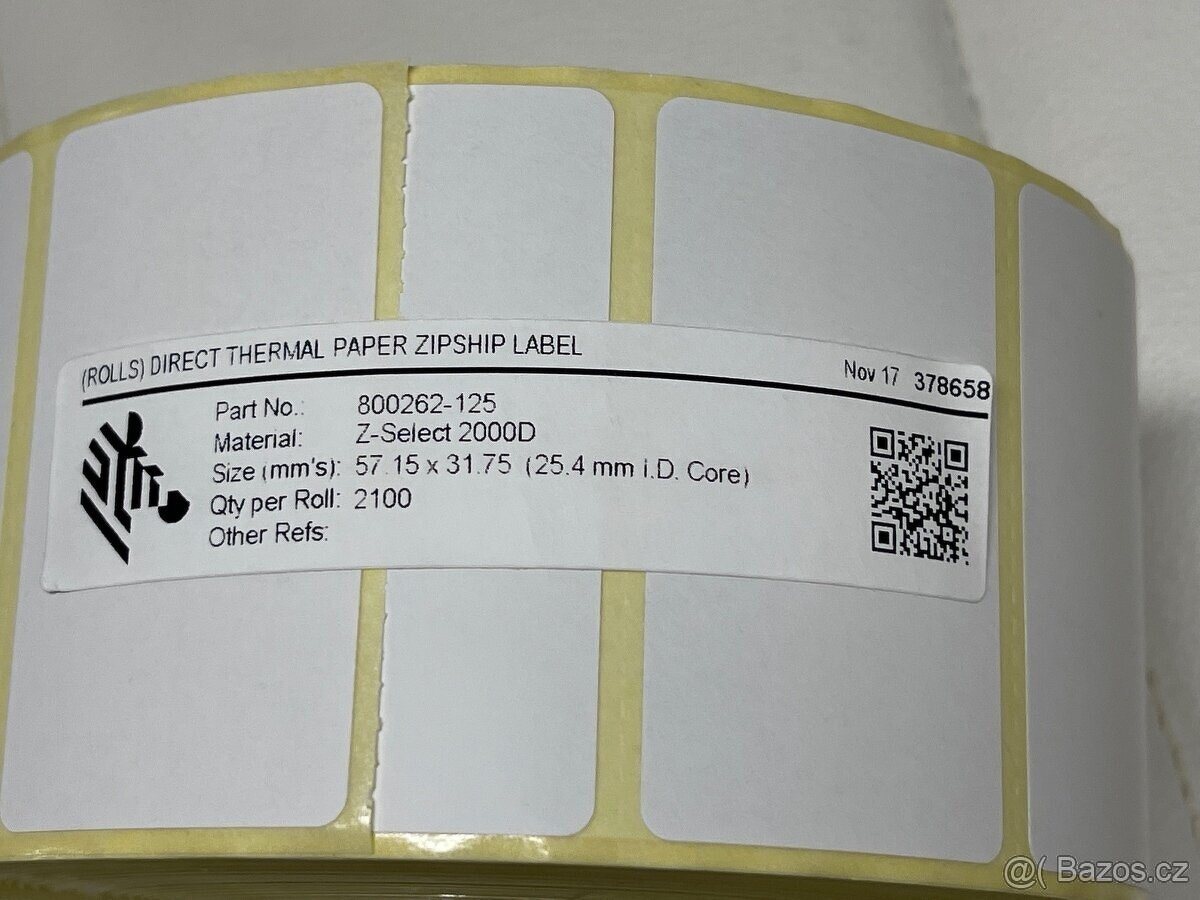 (ROLLS) DIRECT THERMAL PAPER ZIPSHIP LABEL
Nov 17 378658
Part No.: 800262-125
Material: Z-Select 2000D
Size (mm's): 57.15 x 31.75 (25.4 mm I.D. Core)
Qty per Roll: 2100
Other Refs:
@( Bazos.cz